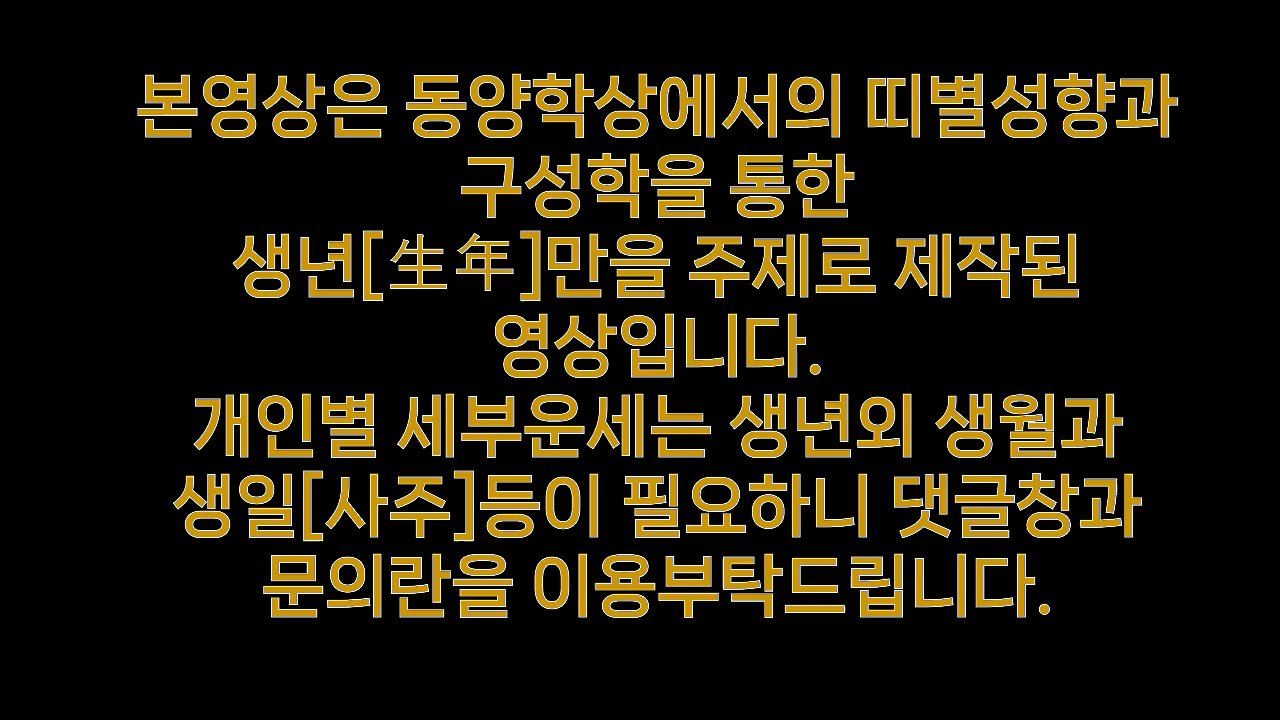 본영상은 동양학상에서의 띠별성향과
구성학을 통한
생년[生年]만을 주제로 제작된
영상입니다.
개인별 세부운세는 생년외 생월과
생일[사주]등이 필요하니 댓글창과
문의란을 이용부탁드립니다.